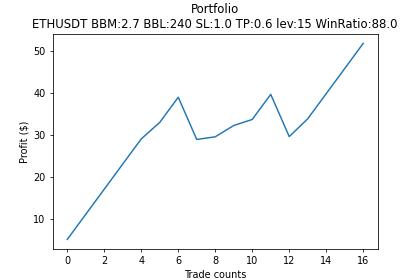 Portfolio
ETHUSDT BBM:2.7 BBL:240 SL:1.0 TP:0.6 lev:15 WinRatio:88.0
50
40
30
20
10
Profit ($)
0 2 4 6 8 10 12 14 16
Trade counts